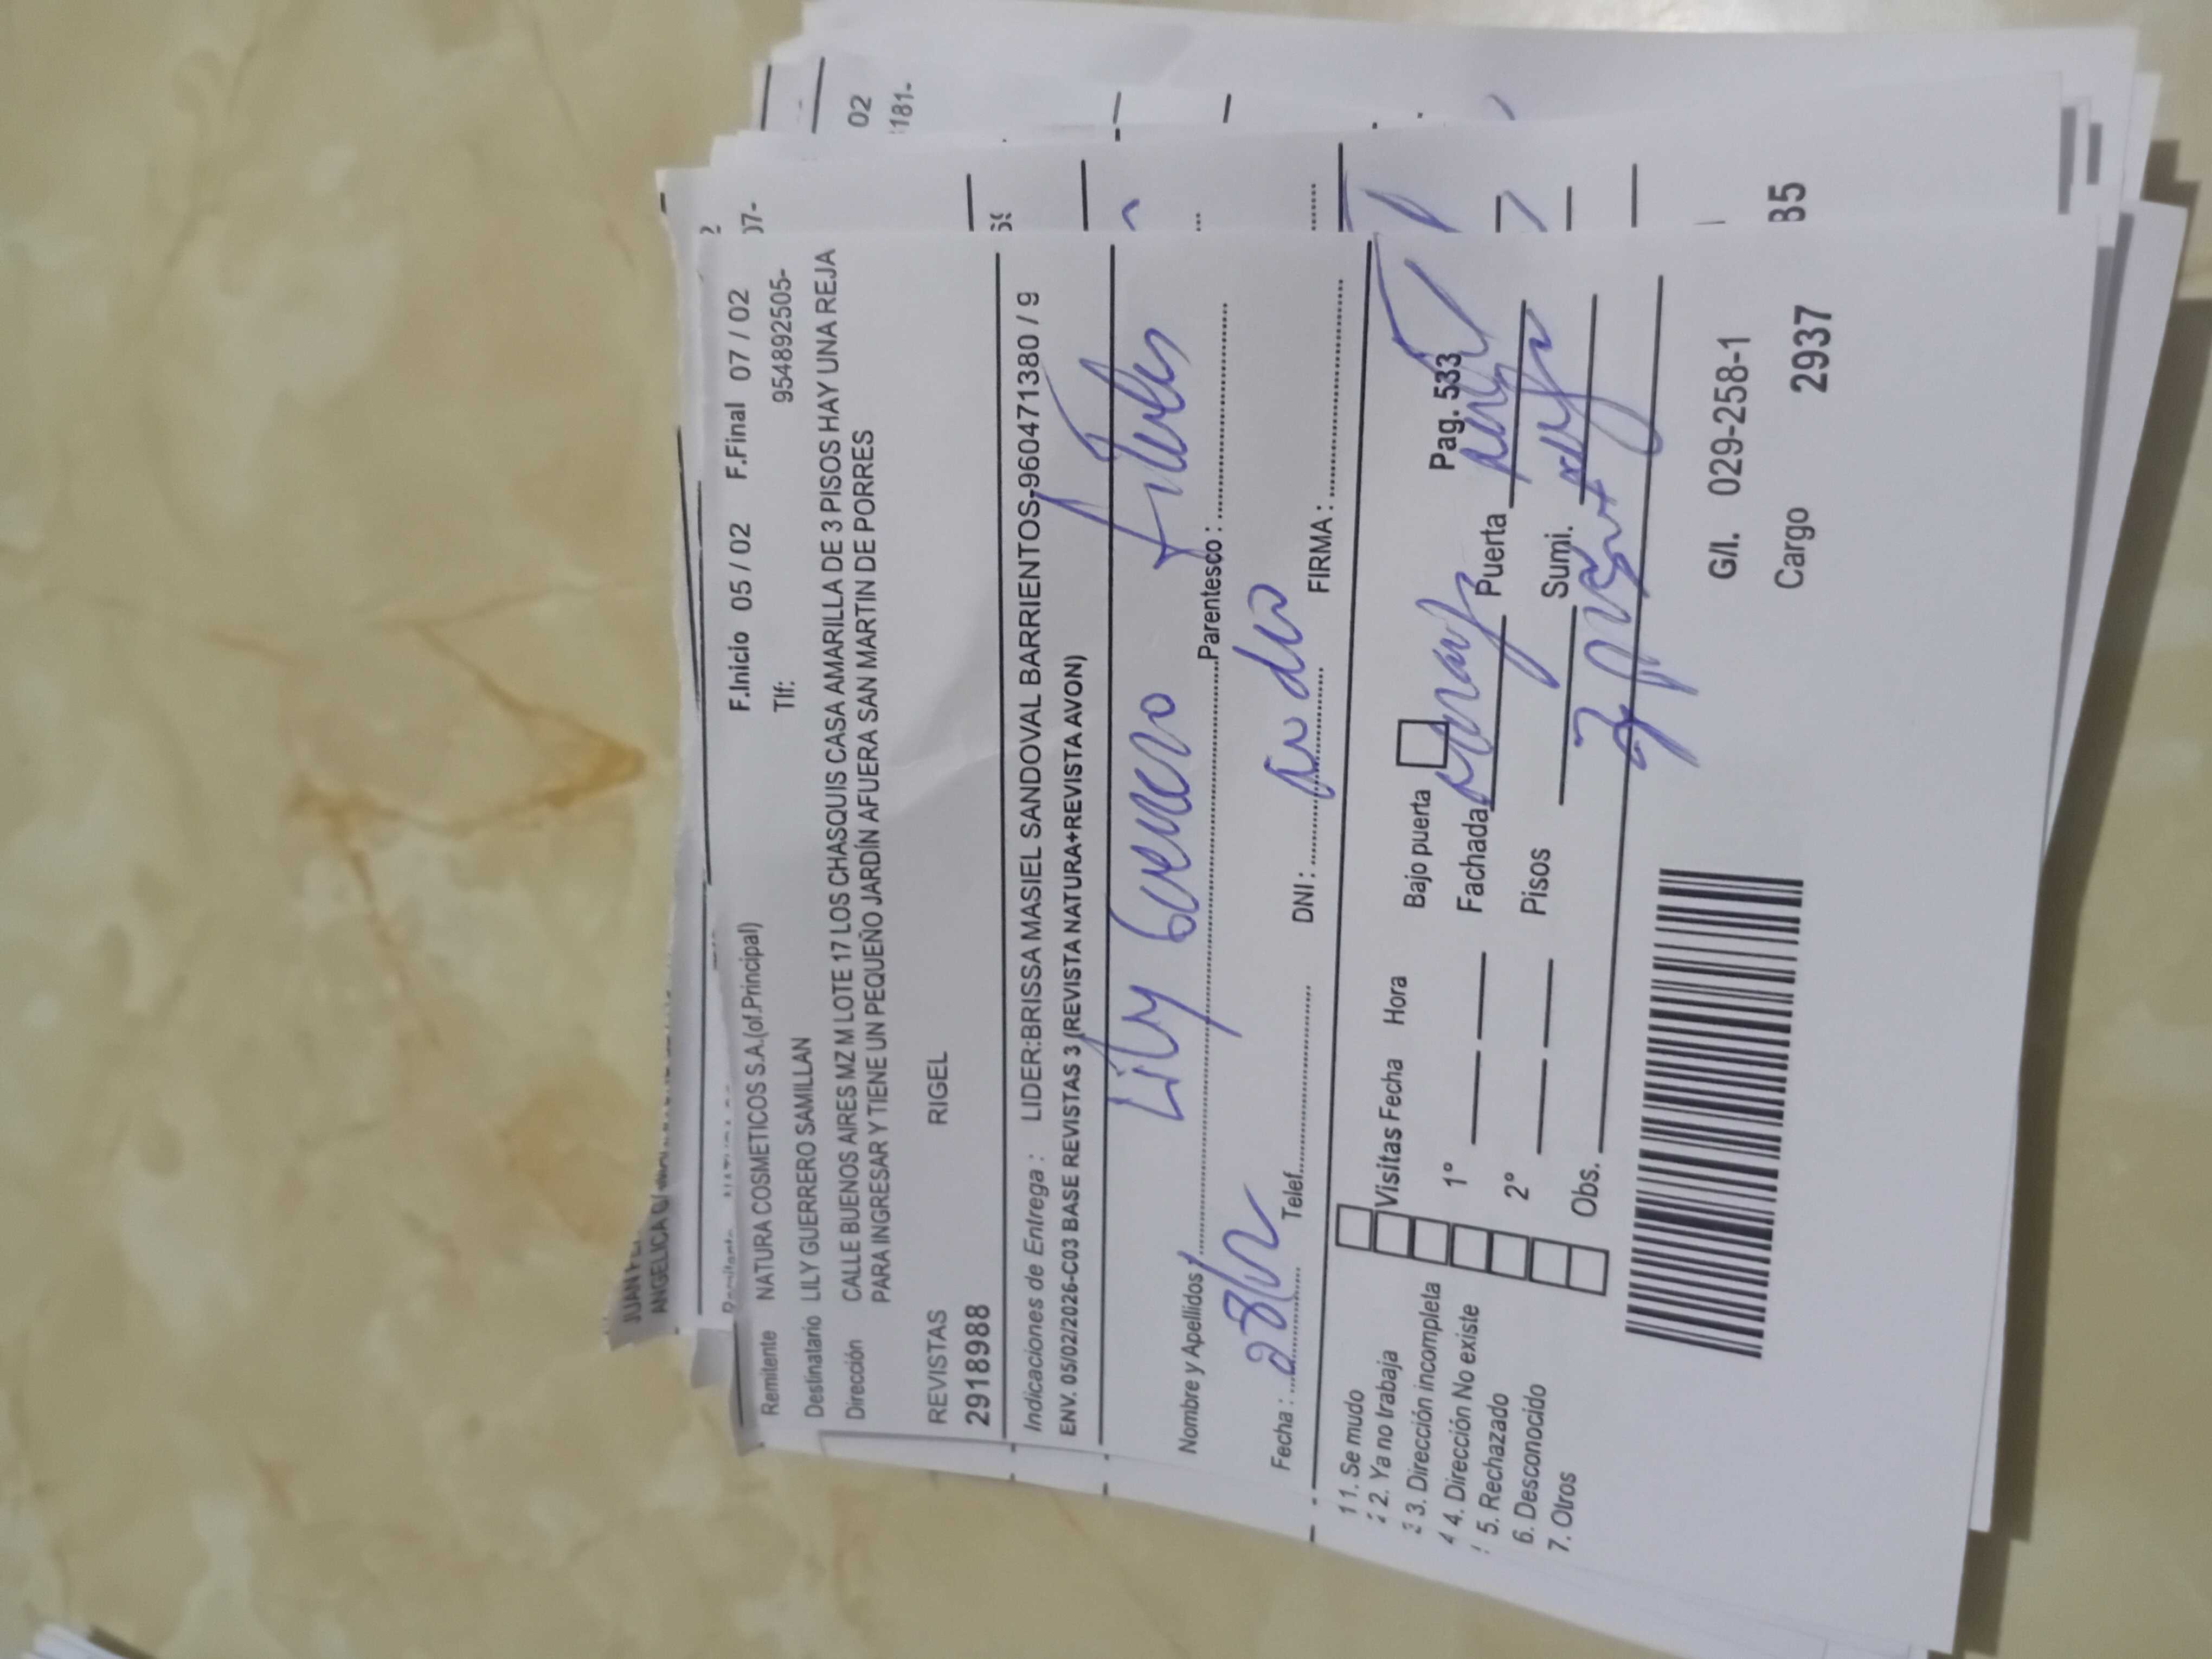 JUAN
ANGELICA
F.Inicio 05 / 02 F.Final 07 / 02
Remitente NATURA COSMETICOS S.A.(of.Principal) Tlf: 954892505-
Destinatario LILY GUERRERO SAMILLAN
Dirección CALLE BUENOS AIRES MZ M LOTE 17 LOS CHASQUIS CASA AMARILLA DE 3 PISOS HAY UNA REJA
PARA INGRESAR Y TIENE UN PEQUEÑO JARDÍN AFUERA SAN MARTIN DE PORRES
REVISTAS RIGEL
2918988
Indicaciones de Entrega : LIDER:BRISSA MASIEL SANDOVAL BARRIENTOS-960471380 / 9
ENV. 05/02/2026-C03 BASE REVISTAS 3 (REVISTA NATURA+REVISTA AVON)
Lily Guerrero
Nombre y Apellidos Parentesco :
Fecha : Telef. DNI : FIRMA :
1. Se mudo
2. Ya no trabaja
3. Dirección incompleta
4. Dirección No existe
5. Rechazado
6. Desconocido
7. Otros
Visitas Fecha Hora Bajo puerta Pag. 533
1° Fachada Puerta
2° Pisos Sumi.
Obs.
G/I. 029-258-1
Cargo 2937
02
181-
07-
35